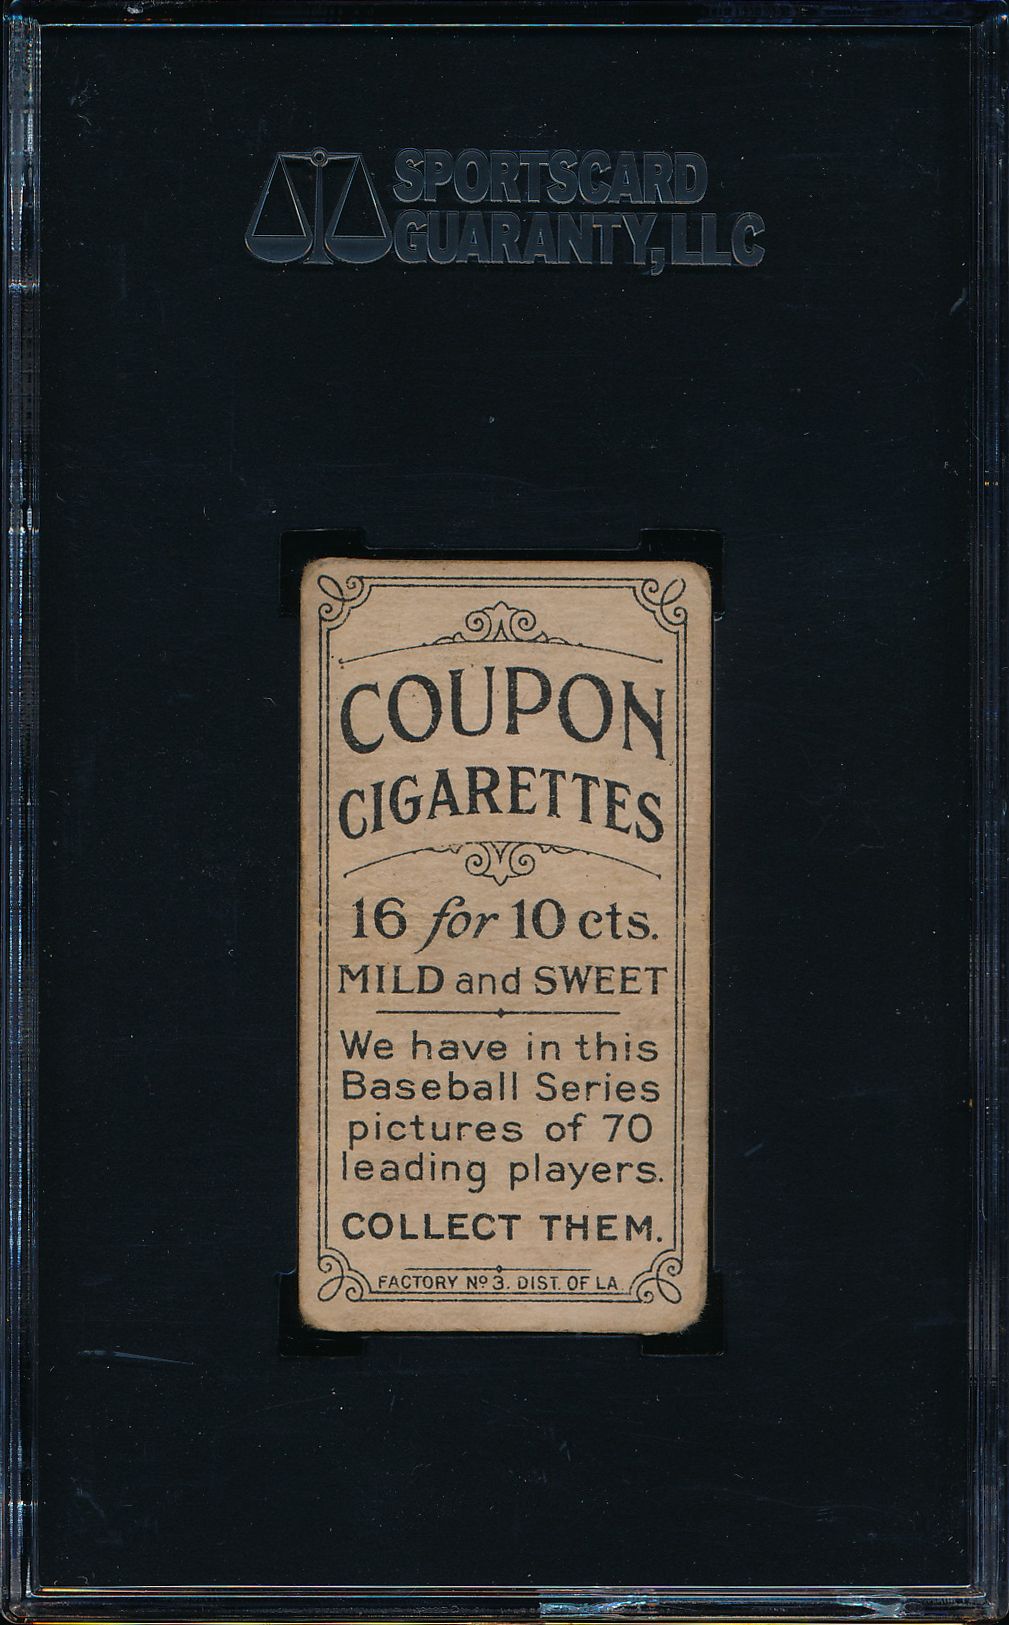 SPORTSCARD
GUARANTY, LLC
COUPON
CIGARETTES
16 for 10 cts.
MILD and SWEET
We have in this
Baseball Series
pictures of 70
leading players.
COLLECT THEM.
FACTORY Nº 3. DIST. OF LA